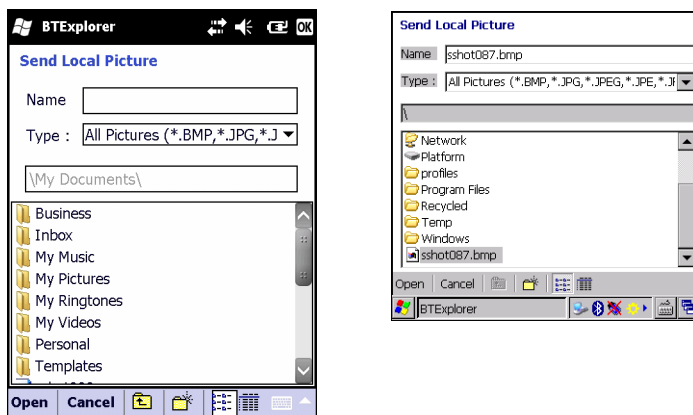 BTExplorer OK
Send Local Picture
Name
Type : All Pictures (*.BMP,*.JPG,*.J
\My Documents\
Business
Inbox
My Music
My Pictures
My Ringtones
My Videos
Personal
Templates
Open Cancel
Send Local Picture
Name sshot087.bmp
Type : All Pictures (*.BMP,*.JPG,*.JPEG,*.JPE,*.JF
\
Network
Platform
profiles
Program Files
Recycled
Temp
Windows
sshot087.bmp
Open Cancel
BTExplorer